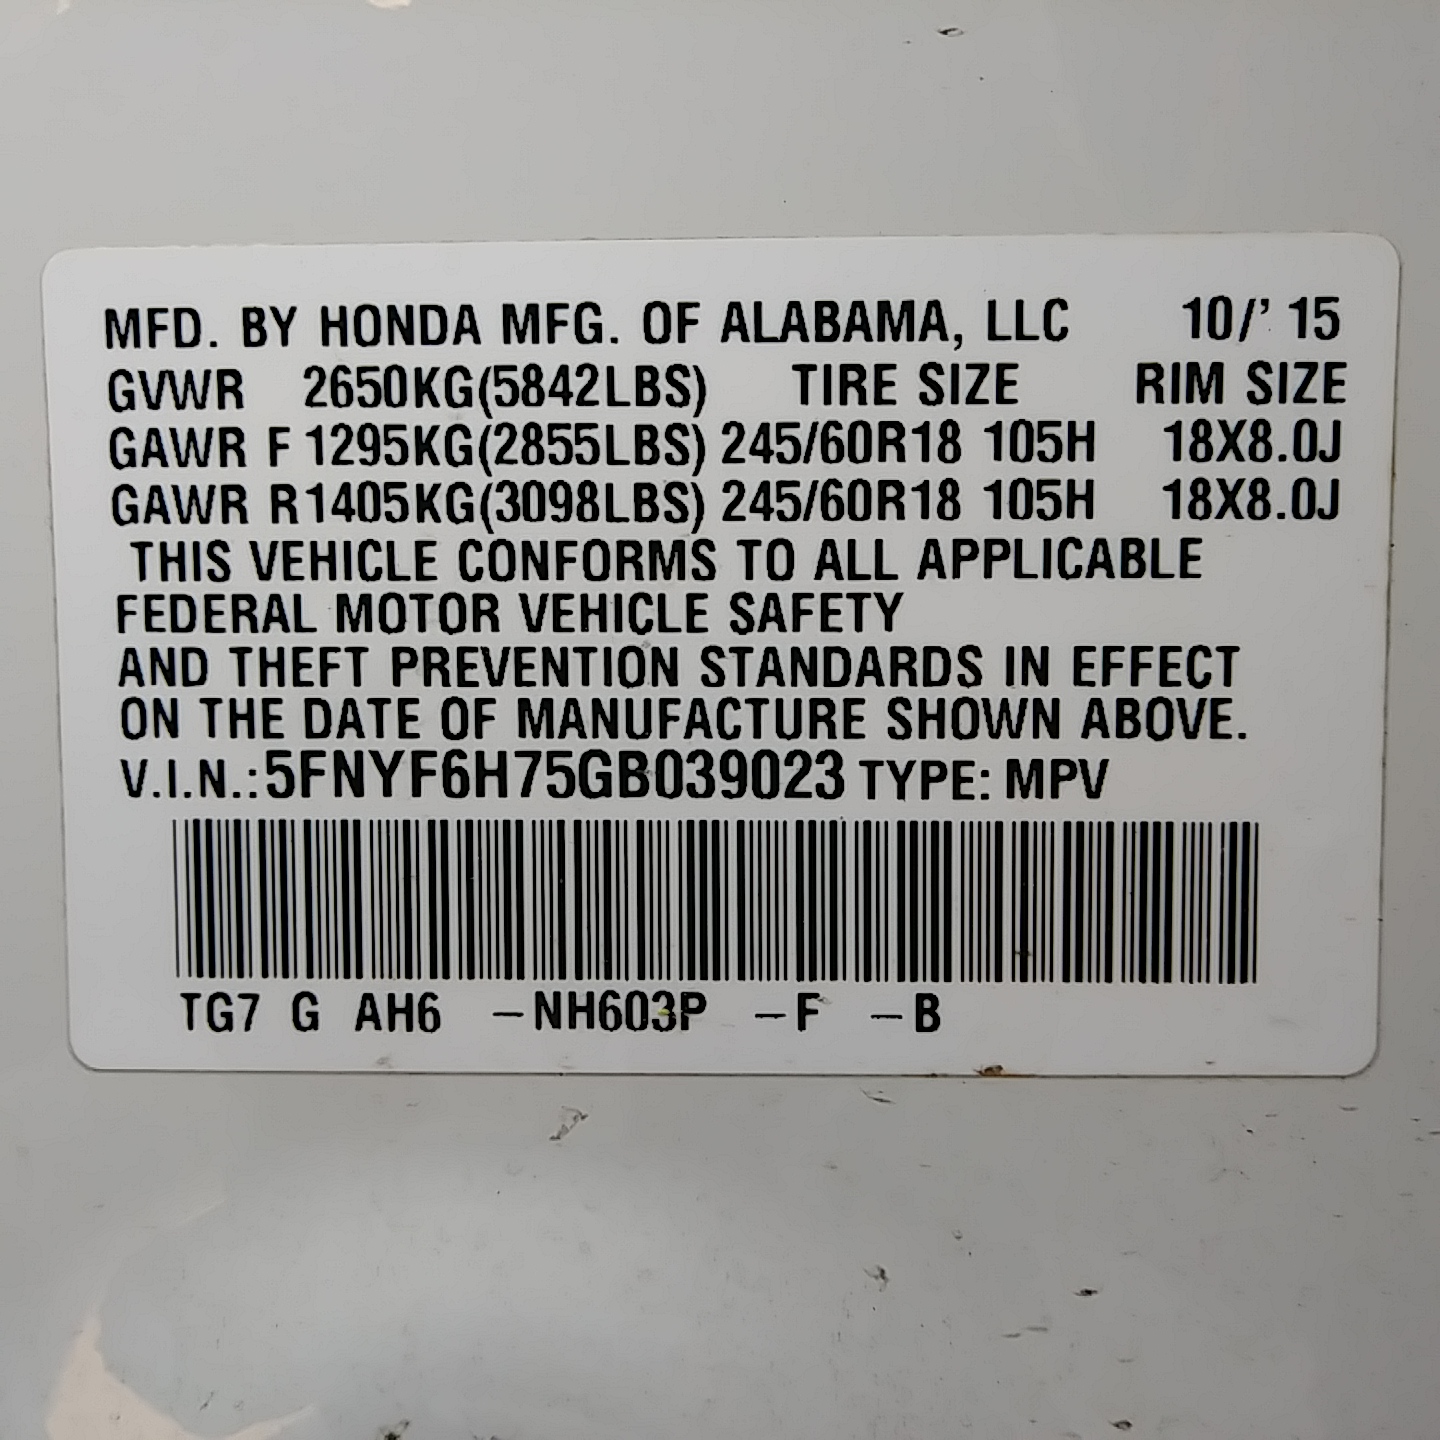 MFD. BY HONDA MFG. OF ALABAMA, LLC 10/' 15
GVWR 2650KG(5842LBS) TIRE SIZE RIM SIZE
GAWR F 1295KG(2855LBS) 245/60R18 105H 18X8.0J
GAWR R1405KG(3098LBS) 245/60R18 105H 18X8.0J
THIS VEHICLE CONFORMS TO ALL APPLICABLE
FEDERAL MOTOR VEHICLE SAFETY
AND THEFT PREVENTION STANDARDS IN EFFECT
ON THE DATE OF MANUFACTURE SHOWN ABOVE.
V.I.N.:5FNYF6H75GB039023 TYPE: MPV
TG7 G AH6 –NH603P –F –B